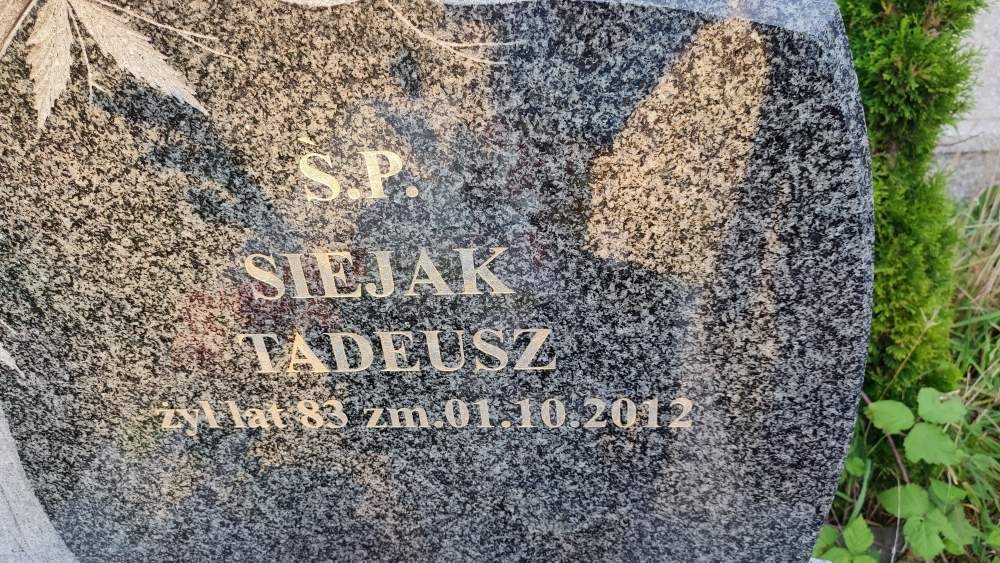 Ś.P.
SIEJAK
TADEUSZ
żył lat 83 zm.01.10.2012